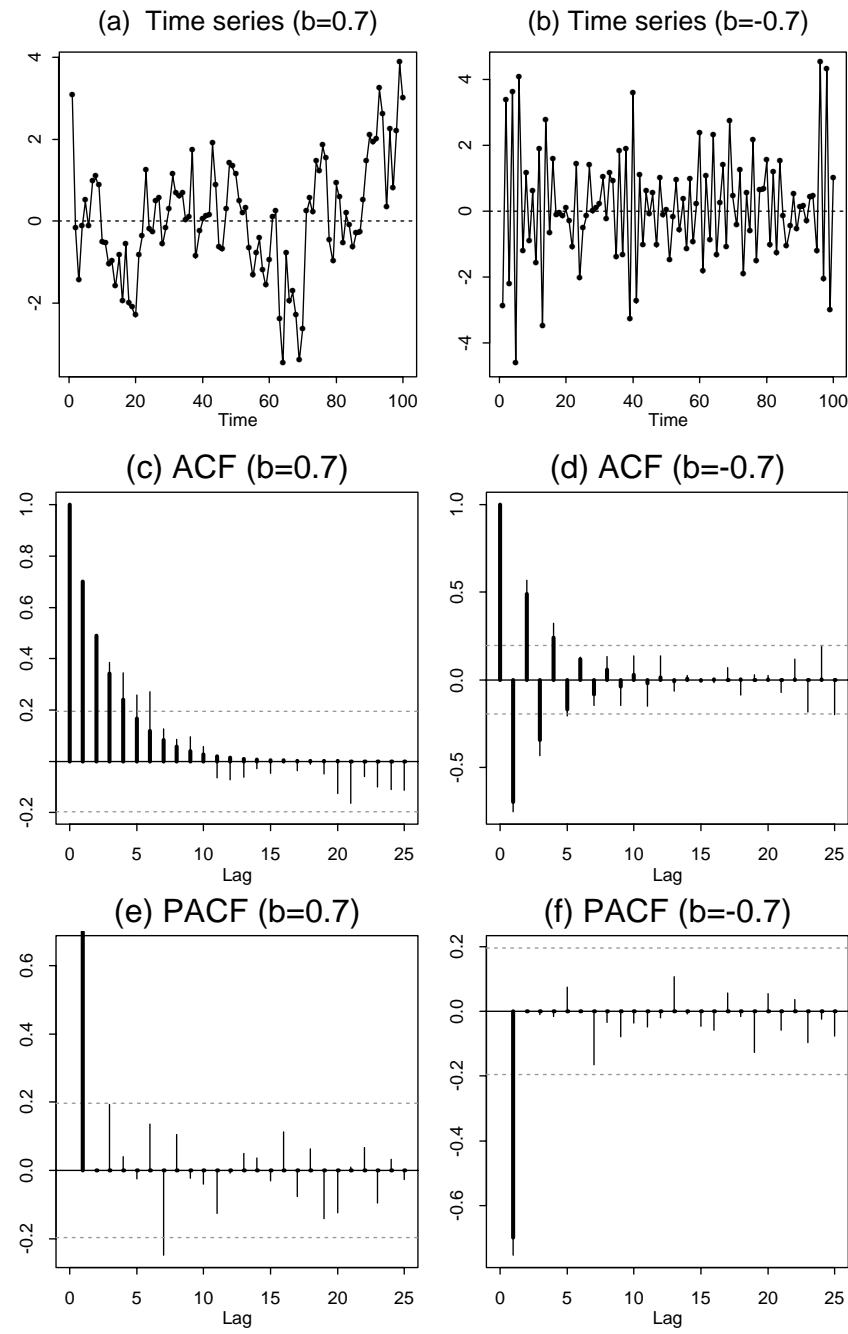 (a) Time series (b=0.7)
4
2
0
-2
0 20 40 60 80 100
Time
(b) Time series (b=-0.7)
4
2
0
-2
-4
0 20 40 60 80 100
Time
(c) ACF (b=0.7)
1.0
0.8
0.6
0.4
0.2
-0.2
0 5 10 15 20 25
Lag
(d) ACF (b=-0.7)
1.0
0.5
0.0
-0.5
0 5 10 15 20 25
Lag
(e) PACF (b=0.7)
0.6
0.4
0.2
0.0
-0.2
0 5 10 15 20 25
Lag
(f) PACF (b=-0.7)
0.2
0.0
-0.2
-0.4
-0.6
0 5 10 15 20 25
Lag